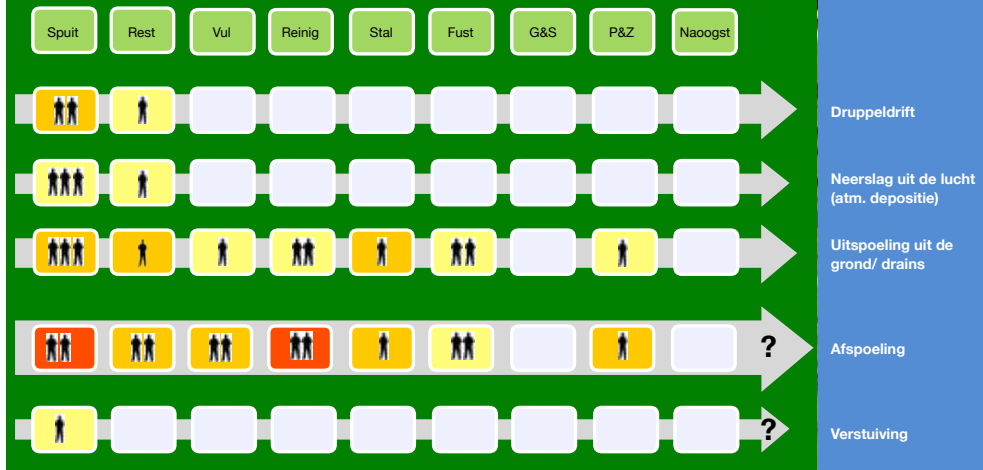 Spuit Rest Vul Reinig Stal Fust G&S P&Z Naoogst
Druppeldrift
Neerslag uit de lucht
(atm. depositie)
Uitspoeling uit de
grond/ drains
? Afspoeling
? Verstuiving